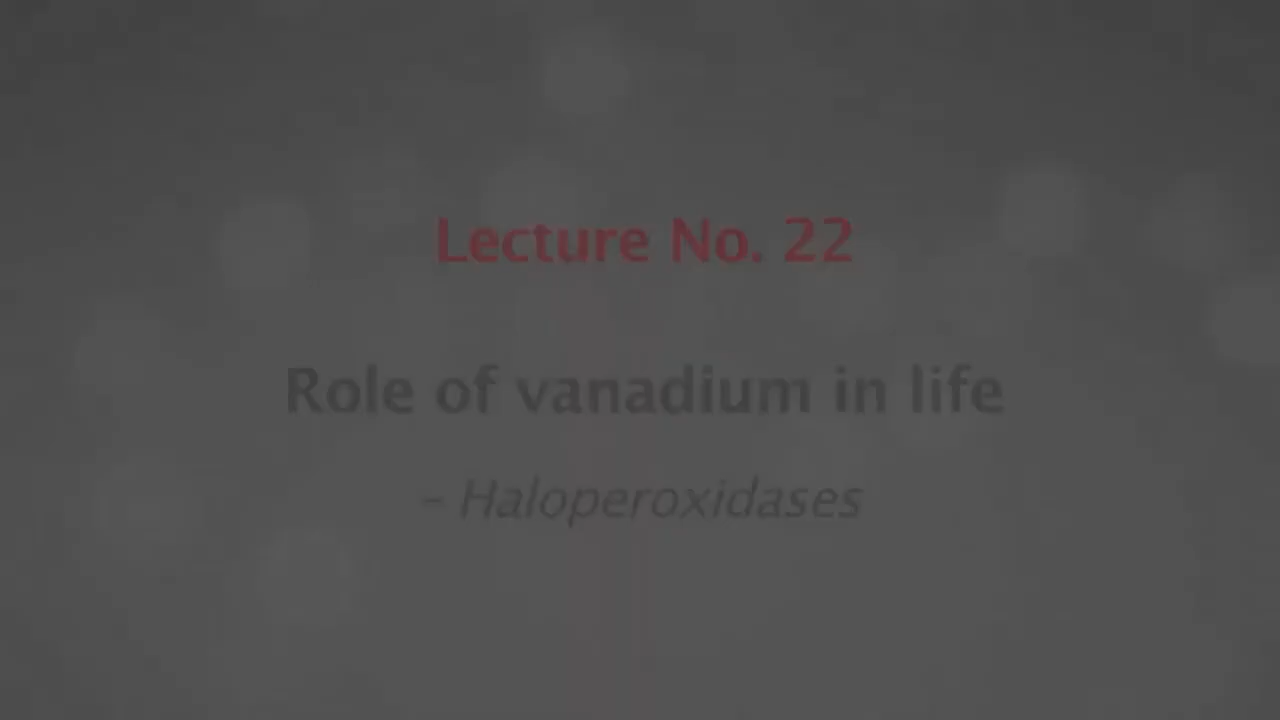 Lecture No. 22
Role of vanadium in life
– Haloperoxidases